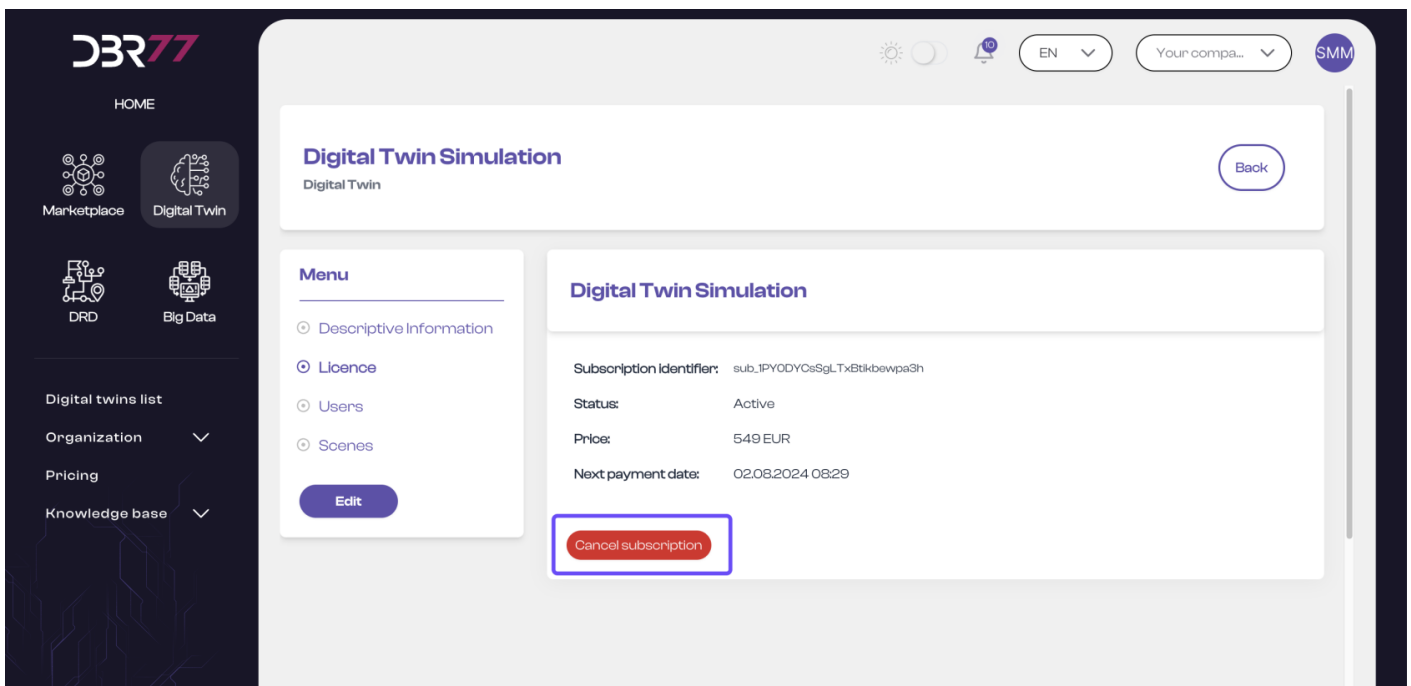 DBR77
HOME
Marketplace
Digital Twin
DRD
Big Data
Digital twins list
Organization
Pricing
Knowledge base
10
EN
Your compa...
SMM
Digital Twin Simulation
Digital Twin
Back
Menu
Descriptive Information
Licence
Users
Scenes
Edit
Digital Twin Simulation
Subscription identifier: sub_1PY0DYCsSgLTxBtikbewpa3h
Status: Active
Price: 549 EUR
Next payment date: 02.08.2024 08:29
Cancel subscription